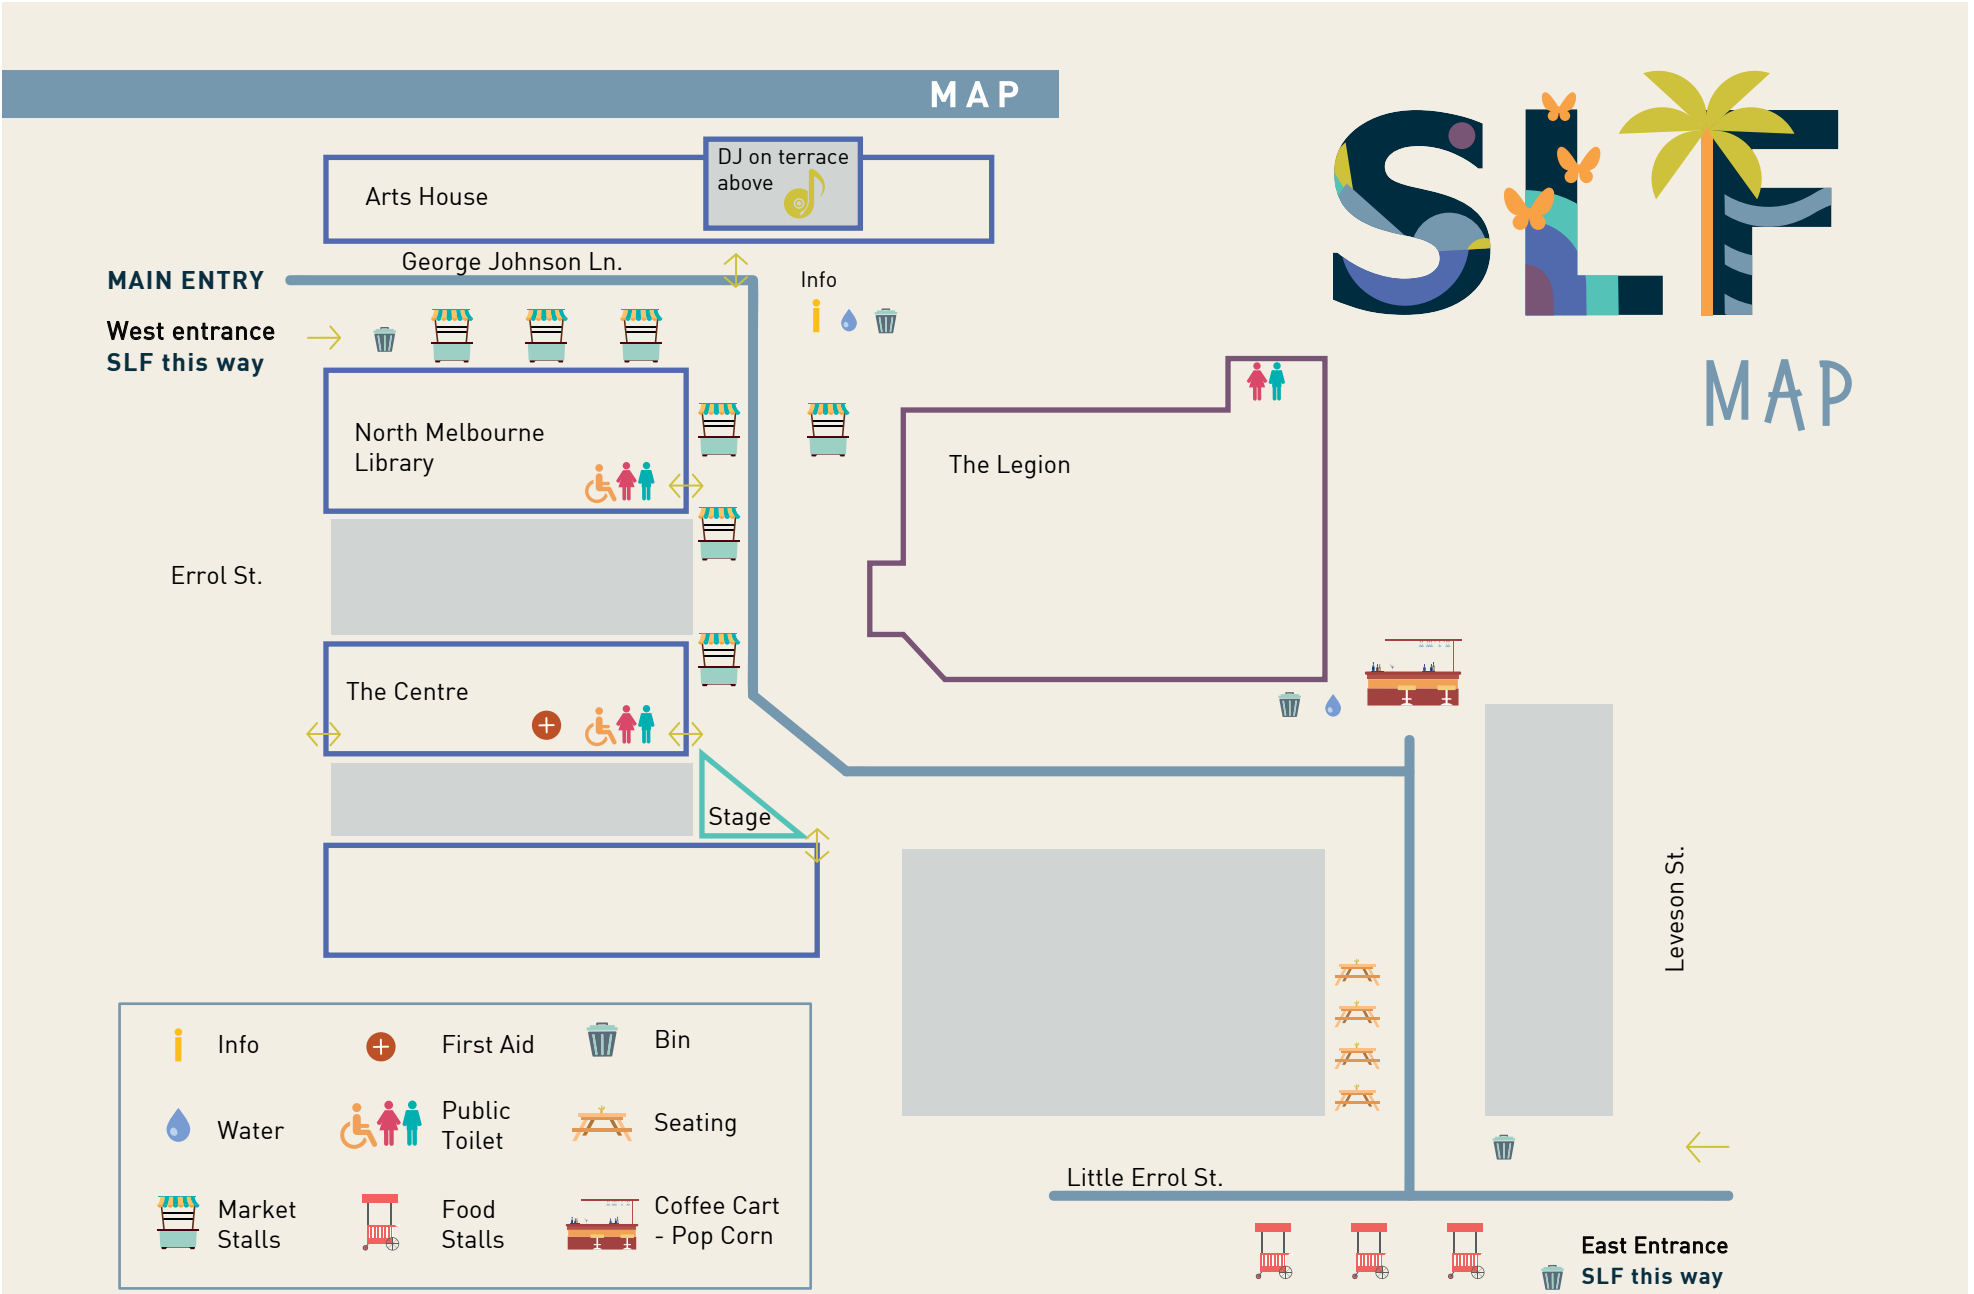 MAP
SLF
MAP
DJ on terrace
above
Arts House
George Johnson Ln.
MAIN ENTRY
Info
West entrance
SLF this way
North Melbourne
Library
The Legion
Errol St.
The Centre
Stage
Leveson St.
Little Errol St.
East Entrance
SLF this way
Info
First Aid
Bin
Water
Public
Toilet
Seating
Market
Stalls
Food
Stalls
Coffee Cart
- Pop Corn